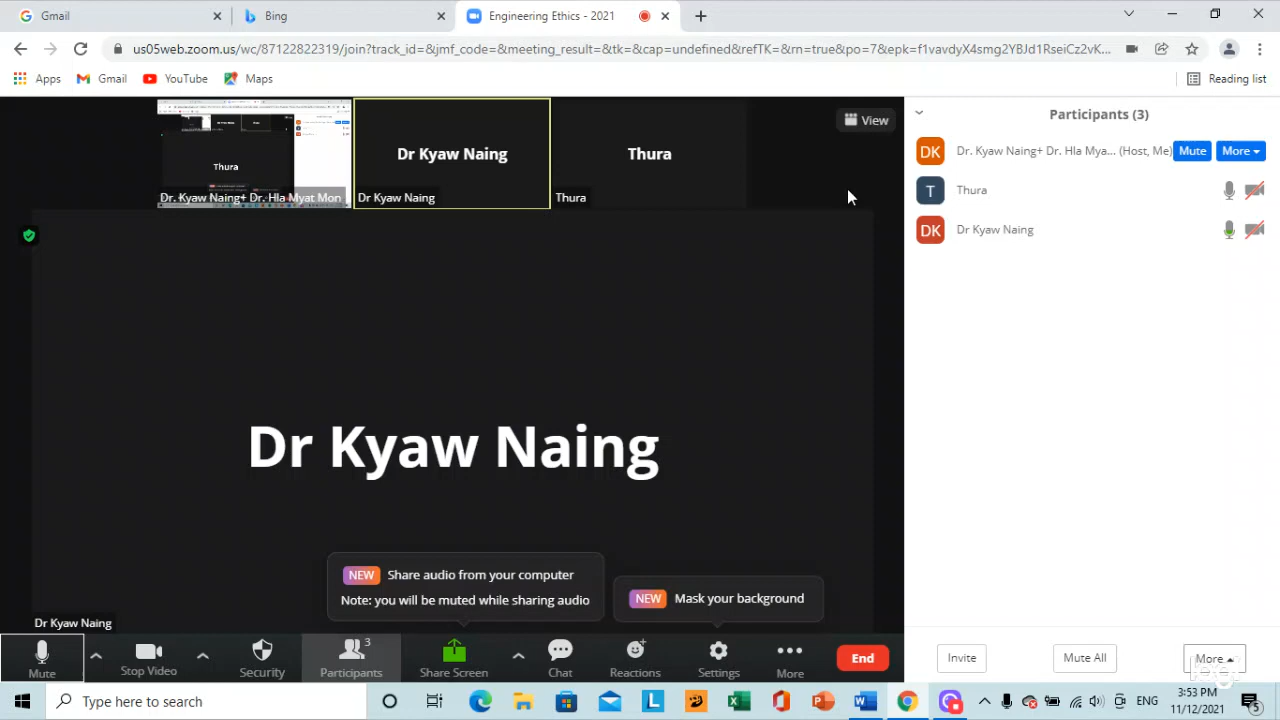 Gmail
Bing
Engineering Ethics - 2021
us05web.zoom.us/wc/87122822319/join?track_id=&jmf_code=&meeting_result=&tk=&cap=undefined&refTK=&rn=true&po=7&epk=f1vavdyX4smg2YBJd1RseiCz2vK...
Apps
Gmail
YouTube
Maps
Reading list
Thura
Dr. Kyaw Naing+ Dr. Hla Myat Mon
Dr Kyaw Naing
Dr Kyaw Naing
Thura
Thura
View
Participants (3)
DK
Dr. Kyaw Naing+ Dr. Hla Mya... (Host, Me)
Mute
More
T
Thura
DK
Dr Kyaw Naing
Dr Kyaw Naing
NEW Share audio from your computer
Note: you will be muted while sharing audio
NEW Mask your background
Dr Kyaw Naing
Mute
Stop Video
Security
3
Participants
Share Screen
Chat
Reactions
Settings
More
End
Invite
Mute All
More
Type here to search
ENG
3:53 PM
11/12/2021
5